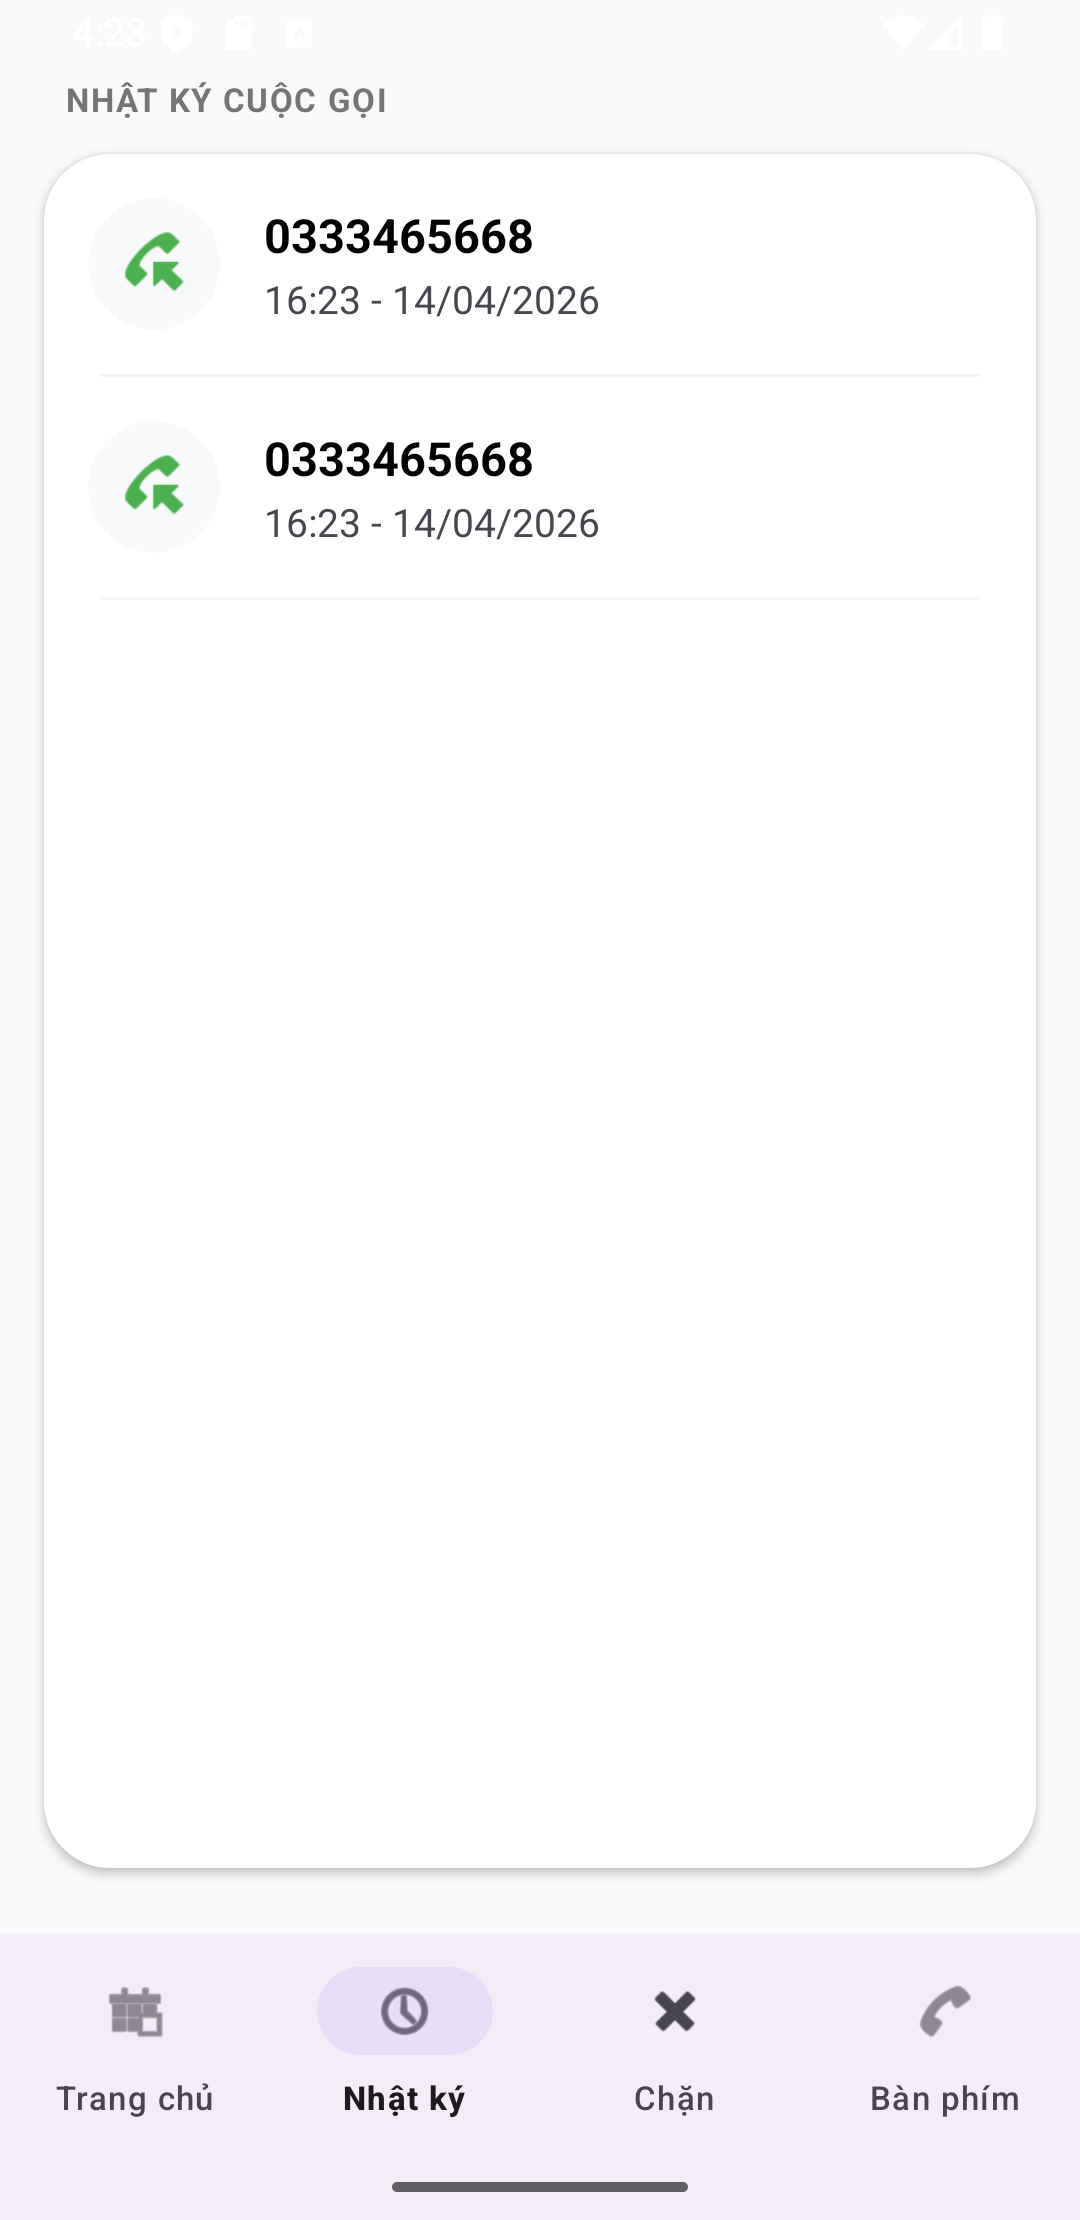 4:23
NHẬT KÝ CUỘC GỌI
0333465668
16:23 - 14/04/2026
0333465668
16:23 - 14/04/2026
Trang chủ
Nhật ký
Chặn
Bàn phím